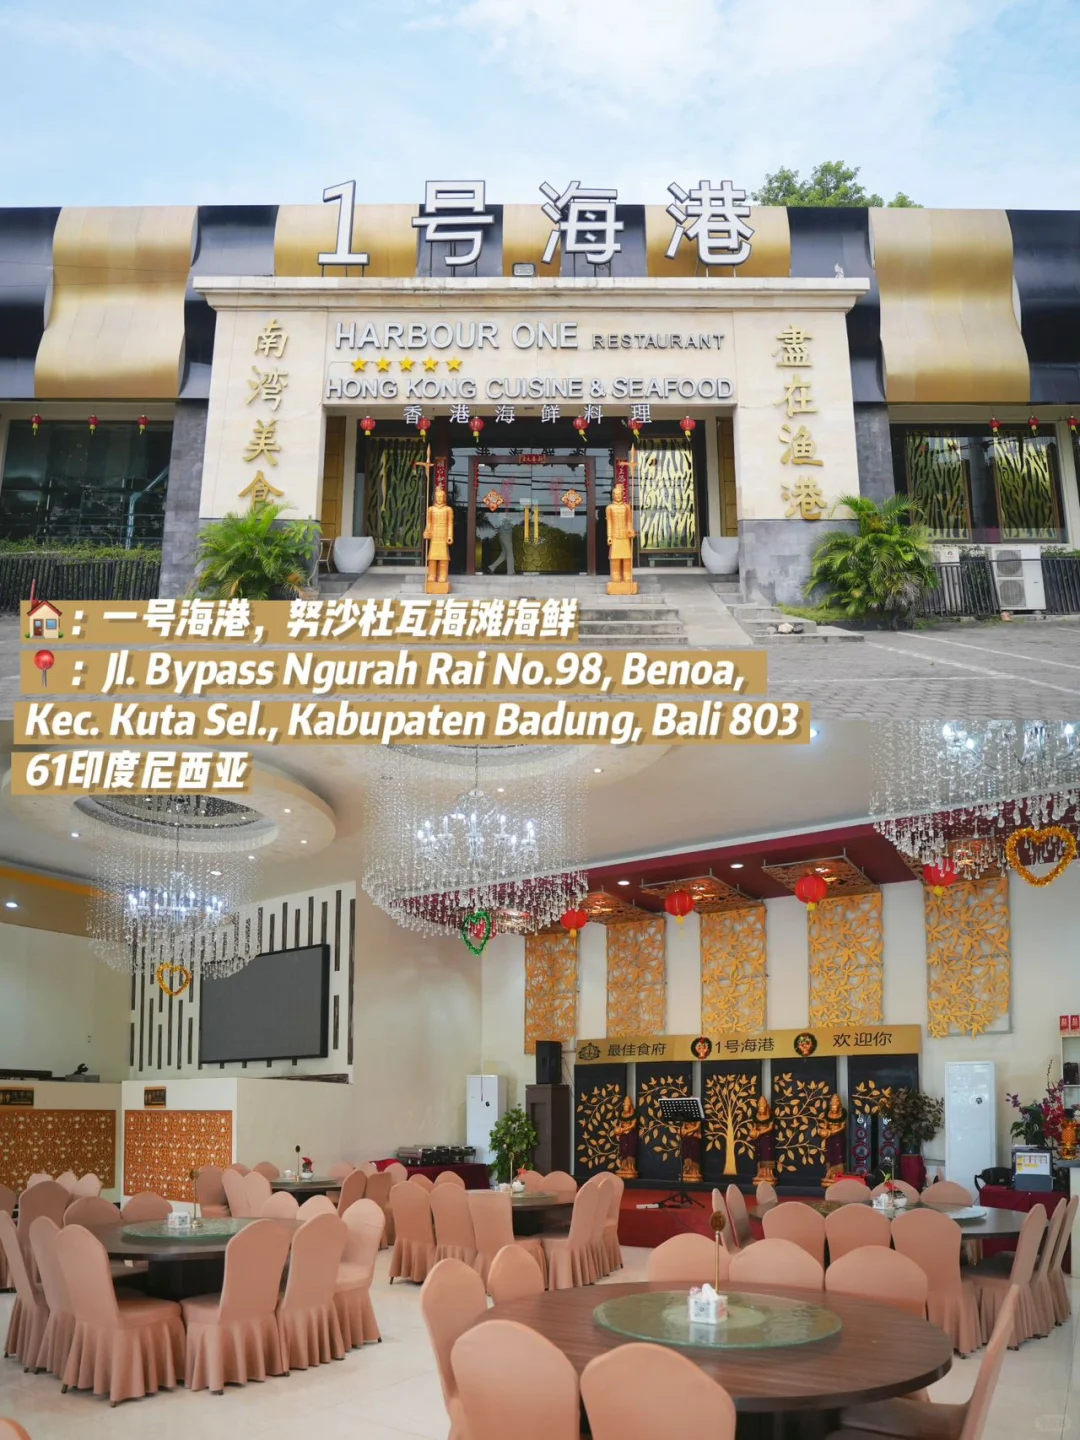 1号海港
HARBOUR ONE RESTAURANT
HONG KONG CUISINE & SEAFOOD
香港海鲜料理
南湾美食
盡在渔港
：一号海港，努沙杜瓦海滩海鲜
：Jl. Bypass Ngurah Rai No.98, Benoa,
Kec. Kuta Sel., Kabupaten Badung, Bali 803
61印度尼西亚
最佳食府 1号海港 欢迎你